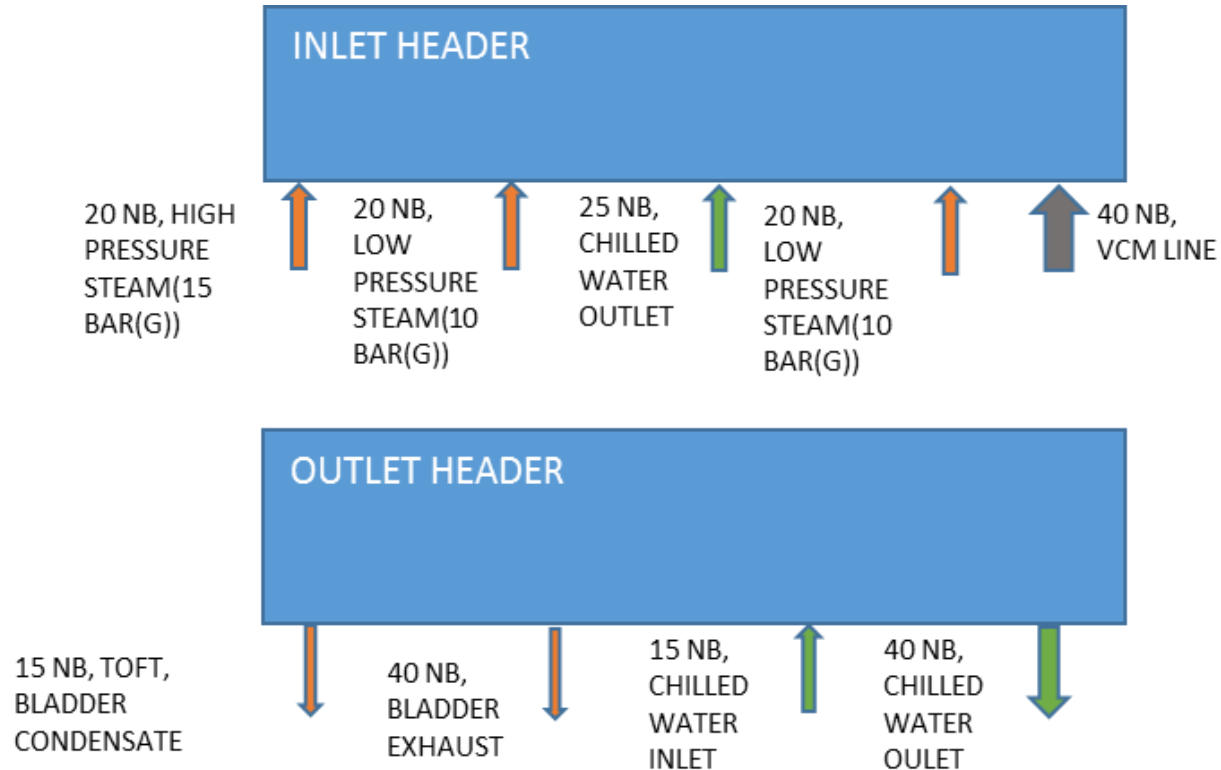 INLET HEADER
20 NB, HIGH
PRESSURE
STEAM(15
BAR(G))
20 NB,
LOW
PRESSURE
STEAM(10
BAR(G))
25 NB,
CHILLED
WATER
OUTLET
20 NB,
LOW
PRESSURE
STEAM(10
BAR(G))
40 NB,
VCM LINE
OUTLET HEADER
15 NB, TOFT,
BLADDER
CONDENSATE
40 NB,
BLADDER
EXHAUST
15 NB,
CHILLED
WATER
INLET
40 NB,
CHILLED
WATER
OULET